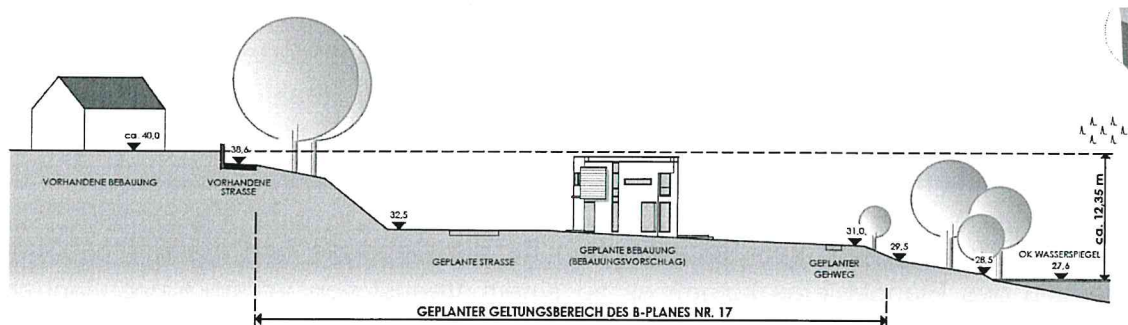 ca. 40,0
38,6
VORHANDENE BEBAUUNG
VORHANDENE
STRASSE
32,5
GEPLANTE STRASSE
GEPLANTE BEBAUUNG
(BEBAUUNGSVORSCHLAG)
31,0
GEPLANTER
GEHWEG
29,5
28,5
OK WASSERSPIEGEL
27,6
ca. 12,35 m
GEPLANTER GELTUNGSBEREICH DES B-PLANES NR. 17